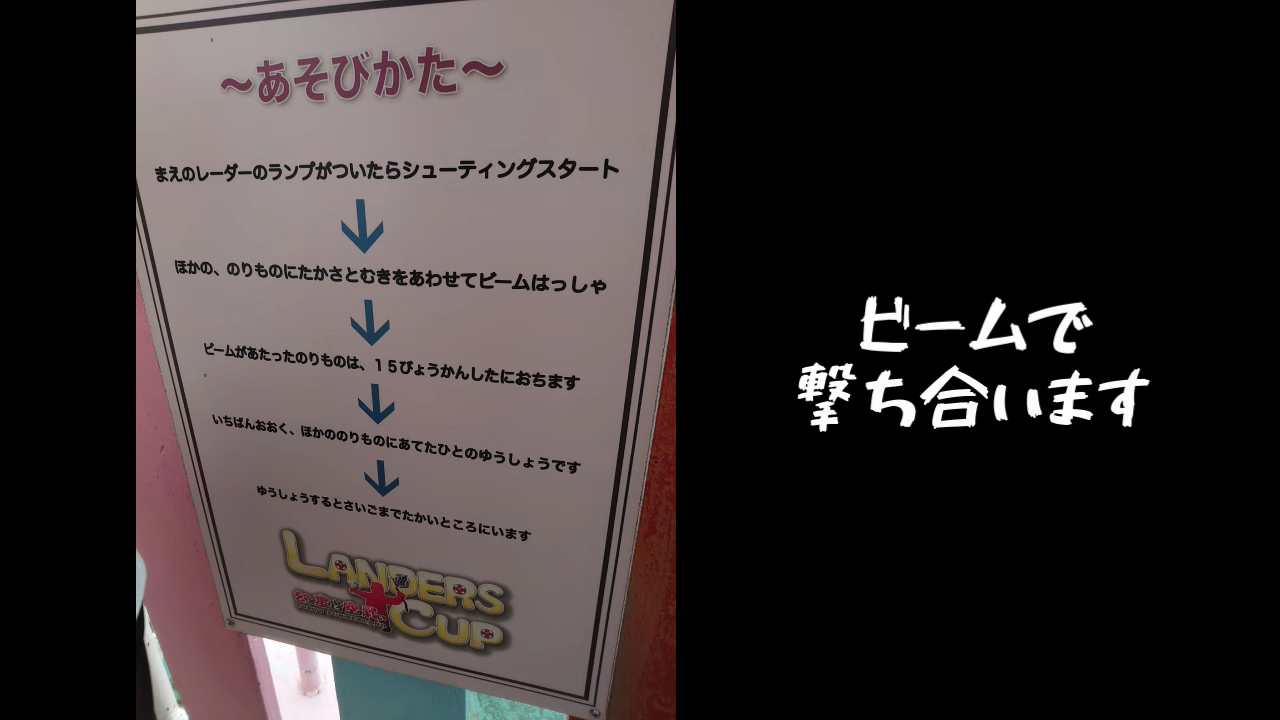 〜あそびかた〜
まえのレーダーのランプがついたらシューティングスタート
ほかの、のりものにたかさとむきをあわせてビームはっしゃ
ビームがあたったのりものは、15びょうかんしたにおちます
いちばんおおく、ほかののりものにあてたひとのゆうしょうです
ゆうしょうするとさいごまでたかいところにいます
LANDERS
CUP
ビームで
撃ち合います